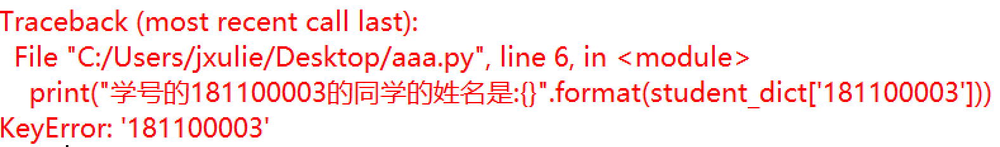 Traceback (most recent call last):
  File "C:/Users/jxulie/Desktop/aaa.py", line 6, in <module>
    print("学号的181100003的同学的姓名是:{}".format(student_dict['181100003']))
KeyError: '181100003'